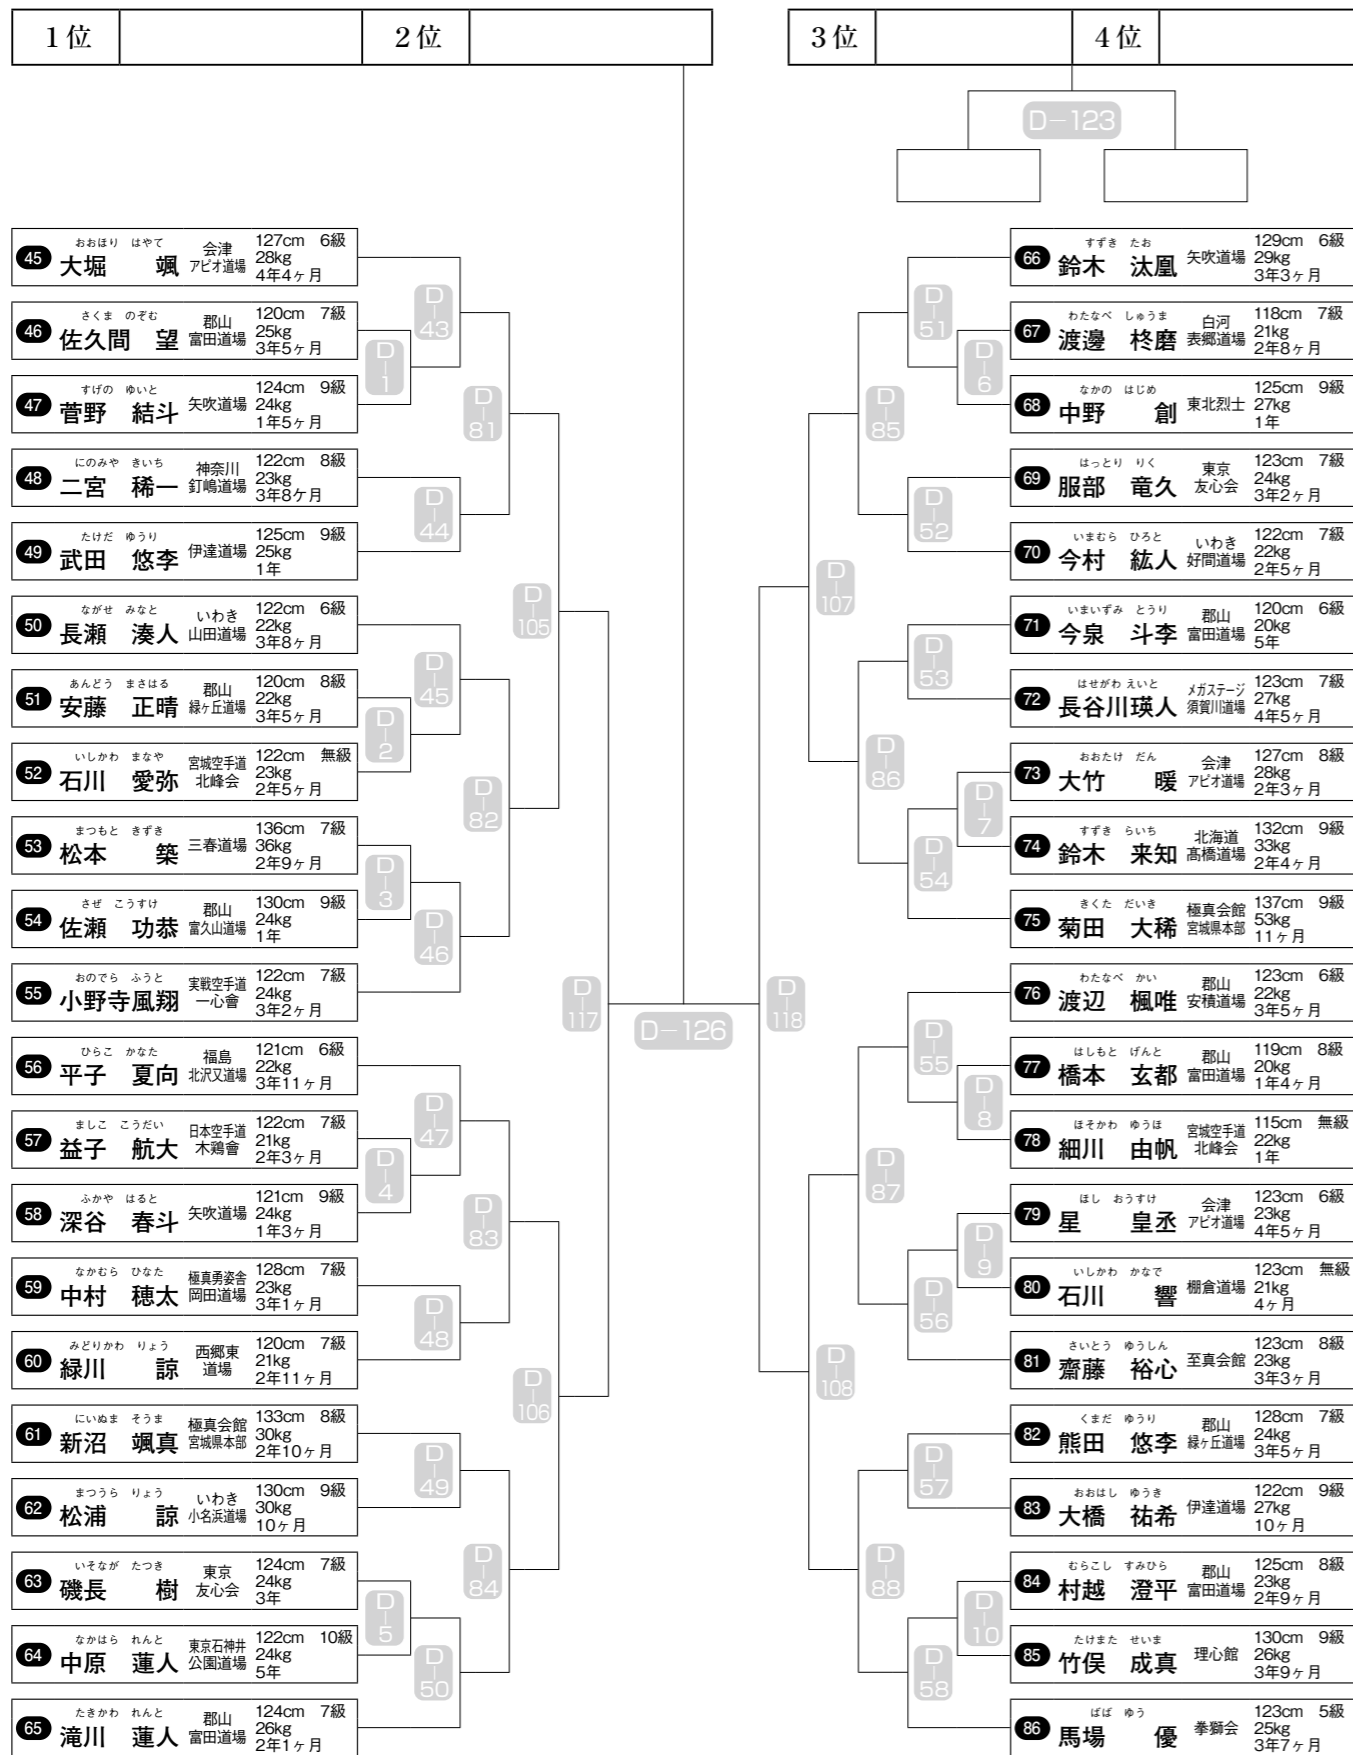 1位 2位 3位 4位
D－123
45 おおほり はやて 大堀 颯 会津 アピオ道場 127cm 6級 28kg 4年4ヶ月
46 さくま のぞむ 佐久間 望 郡山 富田道場 120cm 7級 25kg 3年5ヶ月
47 すげの ゆいと 菅野 結斗 矢吹道場 124cm 9級 24kg 1年5ヶ月
48 にのみや きいち 二宮 稀一 神奈川 釘嶋道場 122cm 8級 23kg 3年8ケ月
49 たけだ ゆうり 武田 悠李 伊達道場 125cm 9級 25kg 1年
50 ながせ みなと 長瀬 湊人 いわき 山田道場 122cm 6級 22kg 3年8ヶ月
51 あんどう まさはる 安藤 正晴 郡山 緑ヶ丘道場 120cm 8級 22kg 3年5ヶ月
52 いしかわ まなや 石川 愛弥 宮城空手道 北峰会 122cm 無級 23kg 2年5ヶ月
53 まつもと きずき 松本 築 三春道場 136cm 7級 36kg 2年9ヶ月
54 さぜ こうすけ 佐瀬 功恭 郡山 富久山道場 130cm 9級 24kg 1年
55 おのでら ふうと 小野寺風翔 実戦空手道 一心會 122cm 7級 24kg 3年2ヶ月
56 ひらこ かなた 平子 夏向 福島 北沢又道場 121cm 6級 22kg 3年11ヶ月
57 ましこ こうだい 益子 航大 日本空手道 木鶏會 122cm 7級 21kg 2年3ヶ月
58 ふかや はると 深谷 春斗 矢吹道場 121cm 9級 24kg 1年3ヶ月
59 なかむら ひなた 中村 穂太 極真勇姿舎 岡田道場 128cm 7級 23kg 3年1ヶ月
60 みどりかわ りょう 緑川 諒 西郷東 道場 120cm 7級 21kg 2年11ヶ月
61 にいぬま そうま 新沼 颯真 極真会館 宮城県本部 133cm 8級 30kg 2年10ヶ月
62 まつうら りょう 松浦 諒 いわき 小名浜道場 130cm 9級 30kg 10ヶ月
63 いそなが たつき 磯長 樹 東京 友心会 124cm 7級 24kg 3年
64 なかはら れんと 中原 蓮人 東京石神井 公園道場 122cm 10級 24kg 5年
65 たきかわ れんと 滝川 蓮人 郡山 富田道場 124cm 7級 26kg 2年1ヶ月
D－43
D－1
D－81
D－44
D－105
D－45
D－2
D－82
D－3
D－46
D－117
D－126
D－118
D－47
D－4
D－83
D－48
D－106
D－49
D－84
D－5
D－50
D－51
D－6
D－85
D－52
D－107
D－53
D－86
D－7
D－54
D－55
D－8
D－87
D－9
D－56
D－108
D－57
D－88
D－10
D－58
66 すずき たお 鈴木 汰凰 矢吹道場 129cm 6級 29kg 3年3ヶ月
67 わたなべ しゅうま 渡邊 柊磨 白河 表郷道場 118cm 7級 21kg 2年8ヶ月
68 なかの はじめ 中野 創 東北烈士 125cm 9級 27kg 1年
69 はっとり りく 服部 竜久 東京 友心会 123cm 7級 24kg 3年2ヶ月
70 いまむら ひろと 今村 紘人 いわき 好間道場 122cm 7級 22kg 2年5ヶ月
71 いまいずみ とうり 今泉 斗李 郡山 富田道場 120cm 6級 20kg 5年
72 はせがわ えいと 長谷川瑛人 メガステージ 須賀川道場 123cm 7級 27kg 4年5ヶ月
73 おおたけ だん 大竹 暖 会津 アピオ道場 127cm 8級 28kg 2年3ヶ月
74 すずき らいち 鈴木 来知 北海道 髙橋道場 132cm 9級 33kg 2年4ヶ月
75 きくた だいき 菊田 大稀 極真会館 宮城県本部 137cm 9級 53kg 11ヶ月
76 わたなべ かい 渡辺 楓唯 郡山 安積道場 123cm 6級 22kg 3年5ヶ月
77 はしもと げんと 橋本 玄都 郡山 富田道場 119cm 8級 20kg 1年4ヶ月
78 ほそかわ ゆうほ 細川 由帆 宮城空手道 北峰会 115cm 無級 22kg 1年
79 ほし おうすけ 星 皇丞 会津 アピオ道場 123cm 6級 23kg 4年5ヶ月
80 いしかわ かなで 石川 響 棚倉道場 123cm 無級 21kg 4ヶ月
81 さいとう ゆうしん 齋藤 裕心 至真会館 123cm 8級 23kg 3年3ヶ月
82 くまだ ゆうり 熊田 悠李 郡山 緑ヶ丘道場 128cm 7級 24kg 3年5ヶ月
83 おおはし ゆうき 大橋 祐希 伊達道場 122cm 9級 27kg 10ヶ月
84 むらこし すみひら 村越 澄平 郡山 富田道場 125cm 8級 23kg 2年9ヶ月
85 たけまた せいま 竹俣 成真 理心館 130cm 9級 26kg 3年9ヶ月
86 ばば ゆう 馬場 優 拳獅会 123cm 5級 25kg 3年7ヶ月